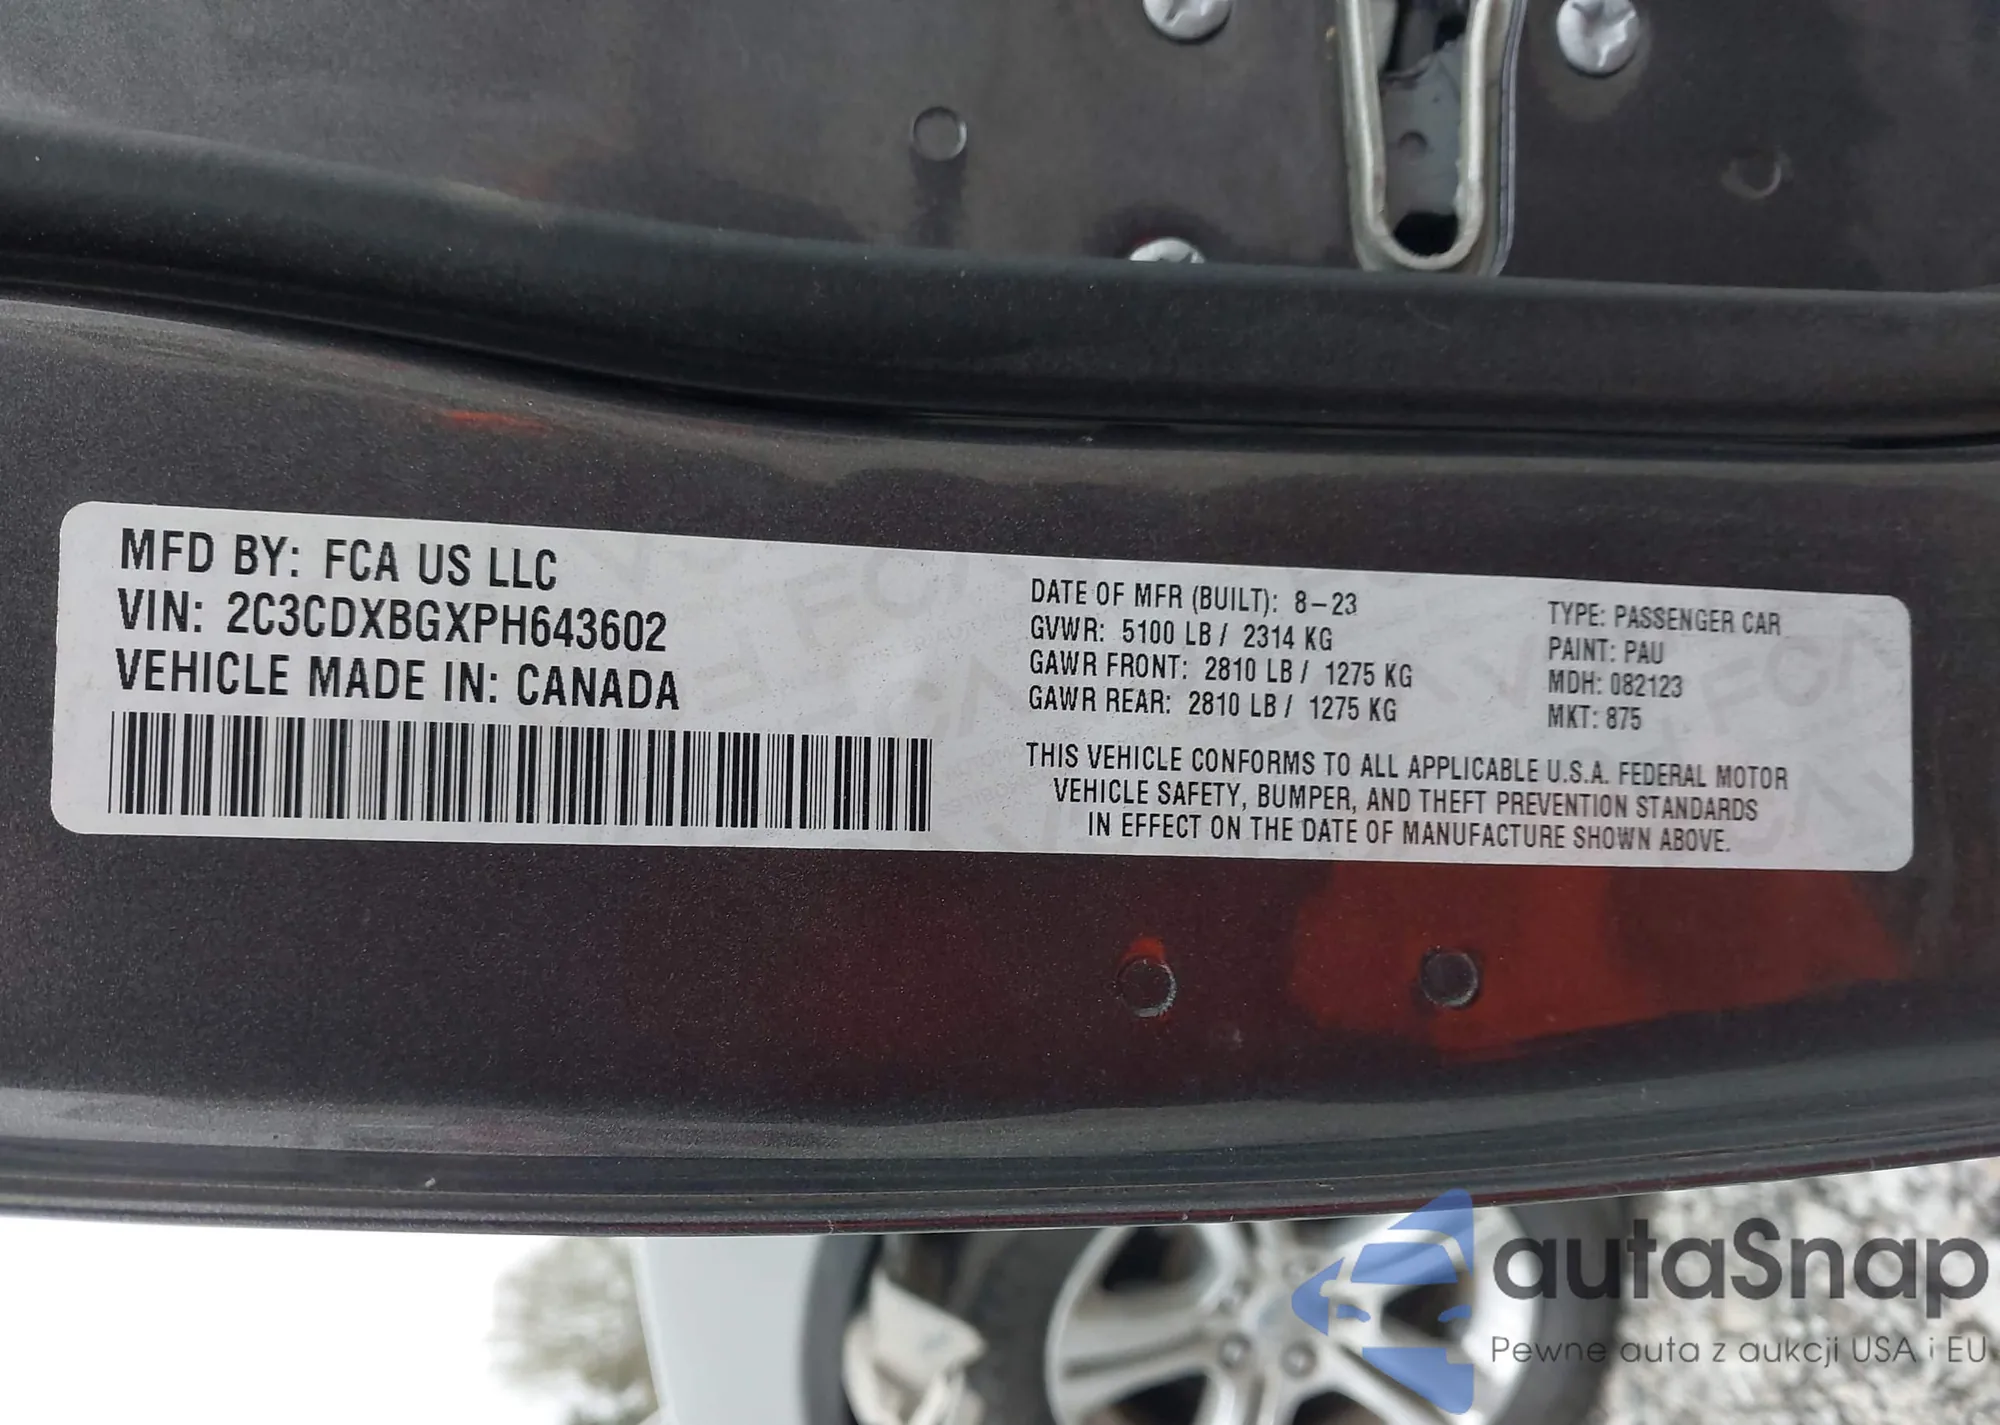 MFD BY: FCA US LLC
VIN: 2C3CDXBGXPH643602
VEHICLE MADE IN: CANADA
DATE OF MFR (BUILT): 8-23
GVWR: 5100 LB / 2314 KG
GAWR FRONT: 2810 LB / 1275 KG
GAWR REAR: 2810 LB / 1275 KG
TYPE: PASSENGER CAR
PAINT: PAU
MDH: 082123
MKT: 875
THIS VEHICLE CONFORMS TO ALL APPLICABLE U.S.A. FEDERAL MOTOR
VEHICLE SAFETY, BUMPER, AND THEFT PREVENTION STANDARDS
IN EFFECT ON THE DATE OF MANUFACTURE SHOWN ABOVE.
autaSnap
Pewne auta z aukcji USA i EU